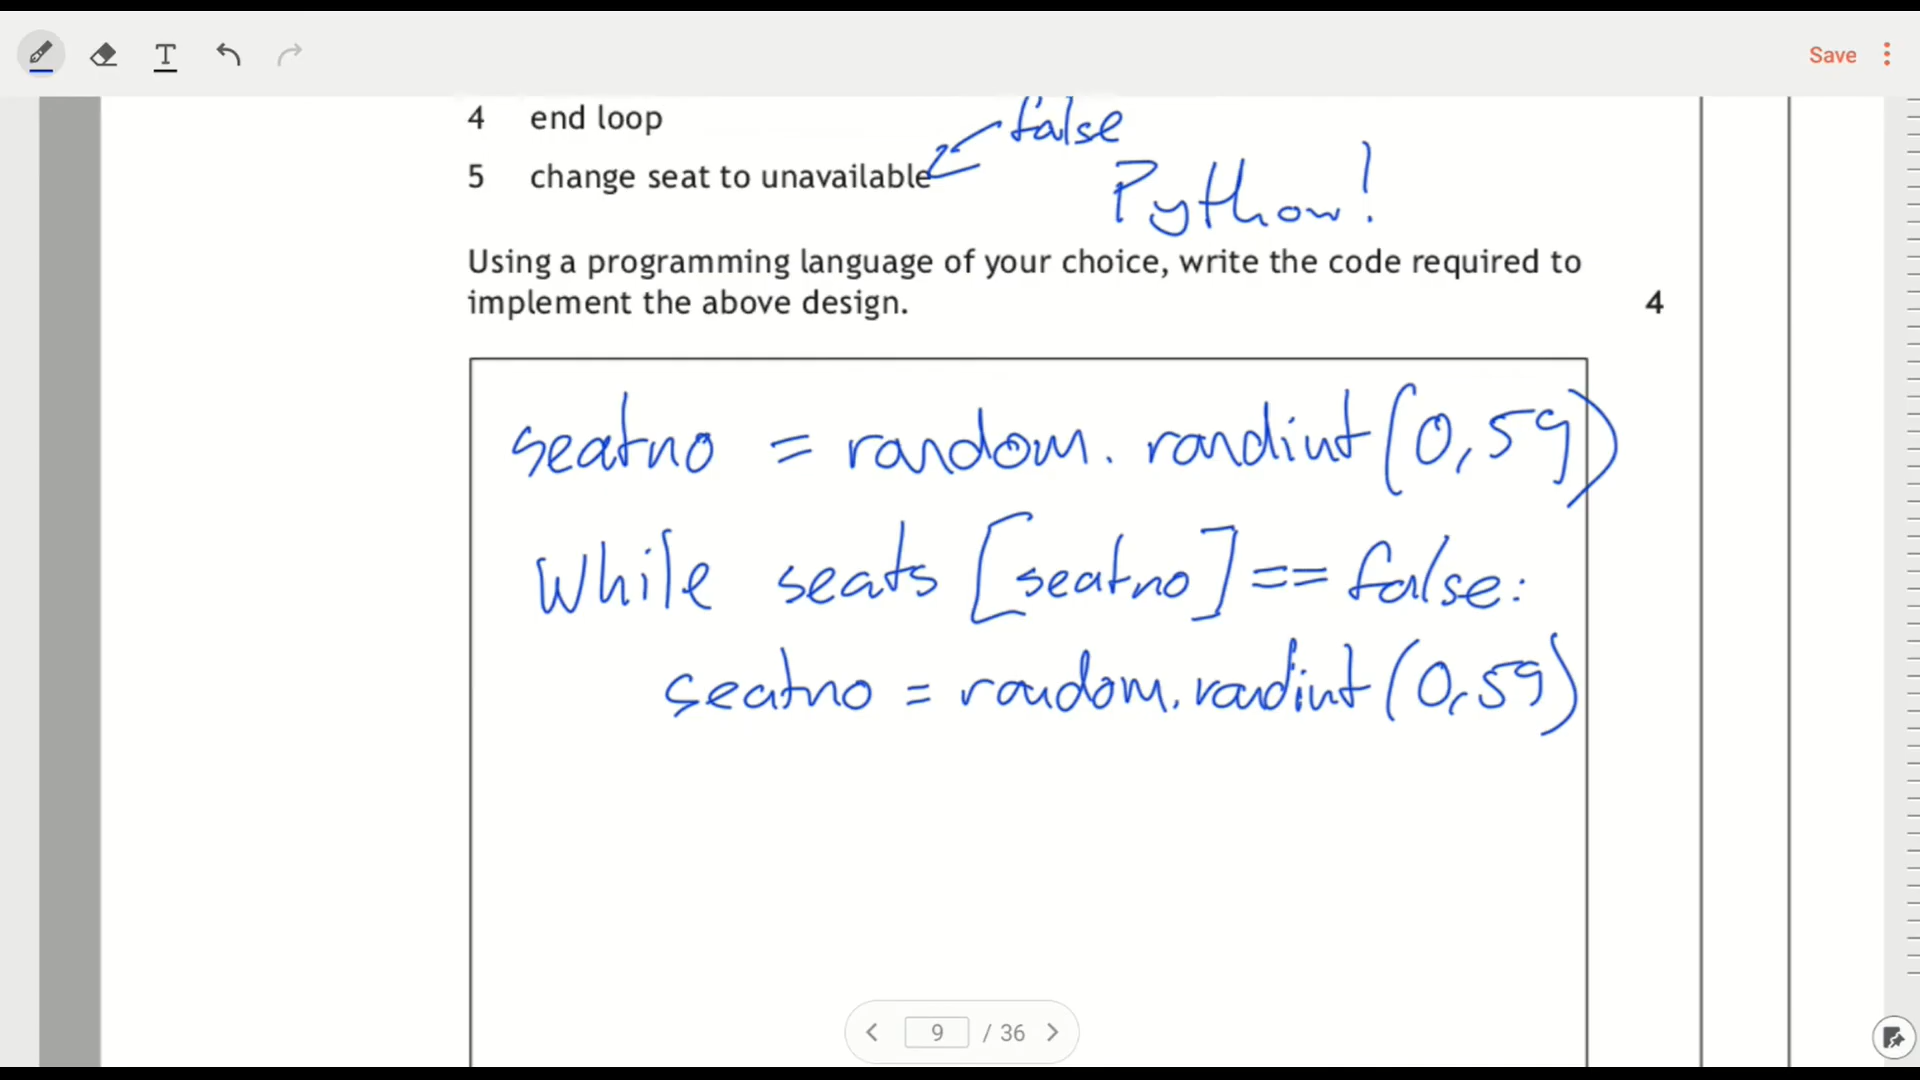 Save
4 end loop
false
5 change seat to unavailable
Python!
Using a programming language of your choice, write the code required to
implement the above design.
4
seatno = random.randint(0,59)
While seats [seatno] == false:
seatno = random.randint(0,59)
9 / 36